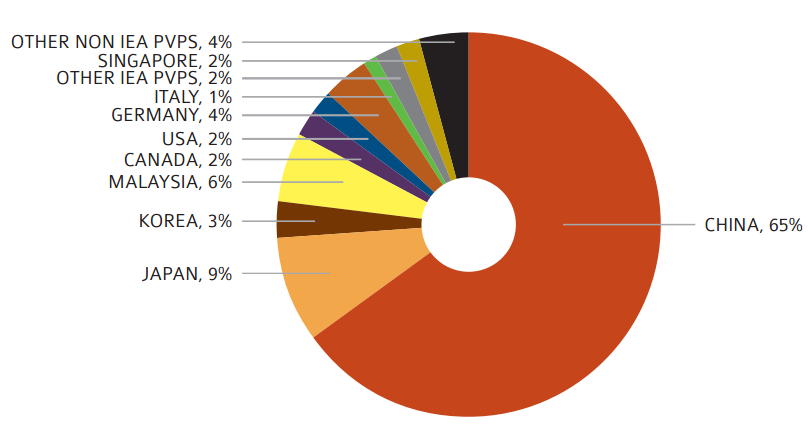 OTHER NON IEA PVPS, 4%
SINGAPORE, 2%
OTHER IEA PVPS, 2%
ITALY, 1%
GERMANY, 4%
USA, 2%
CANADA, 2%
MALAYSIA, 6%
KOREA, 3%
CHINA, 65%
JAPAN, 9%